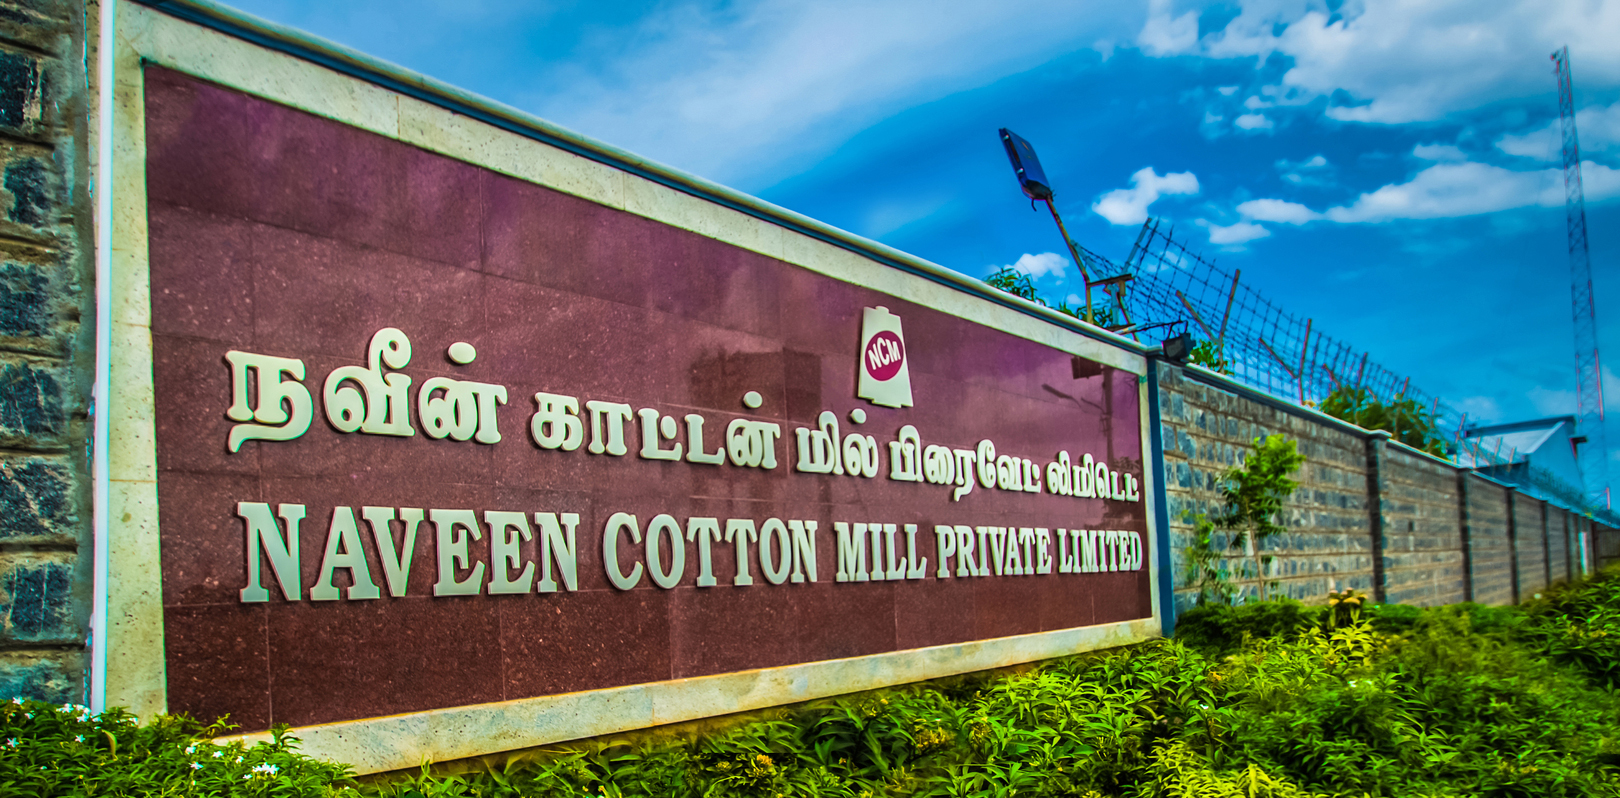 NCM
நவீன் காட்டன் மில் பிரைவேட் லிமிடெட்
NAVEEN COTTON MILL PRIVATE LIMITED